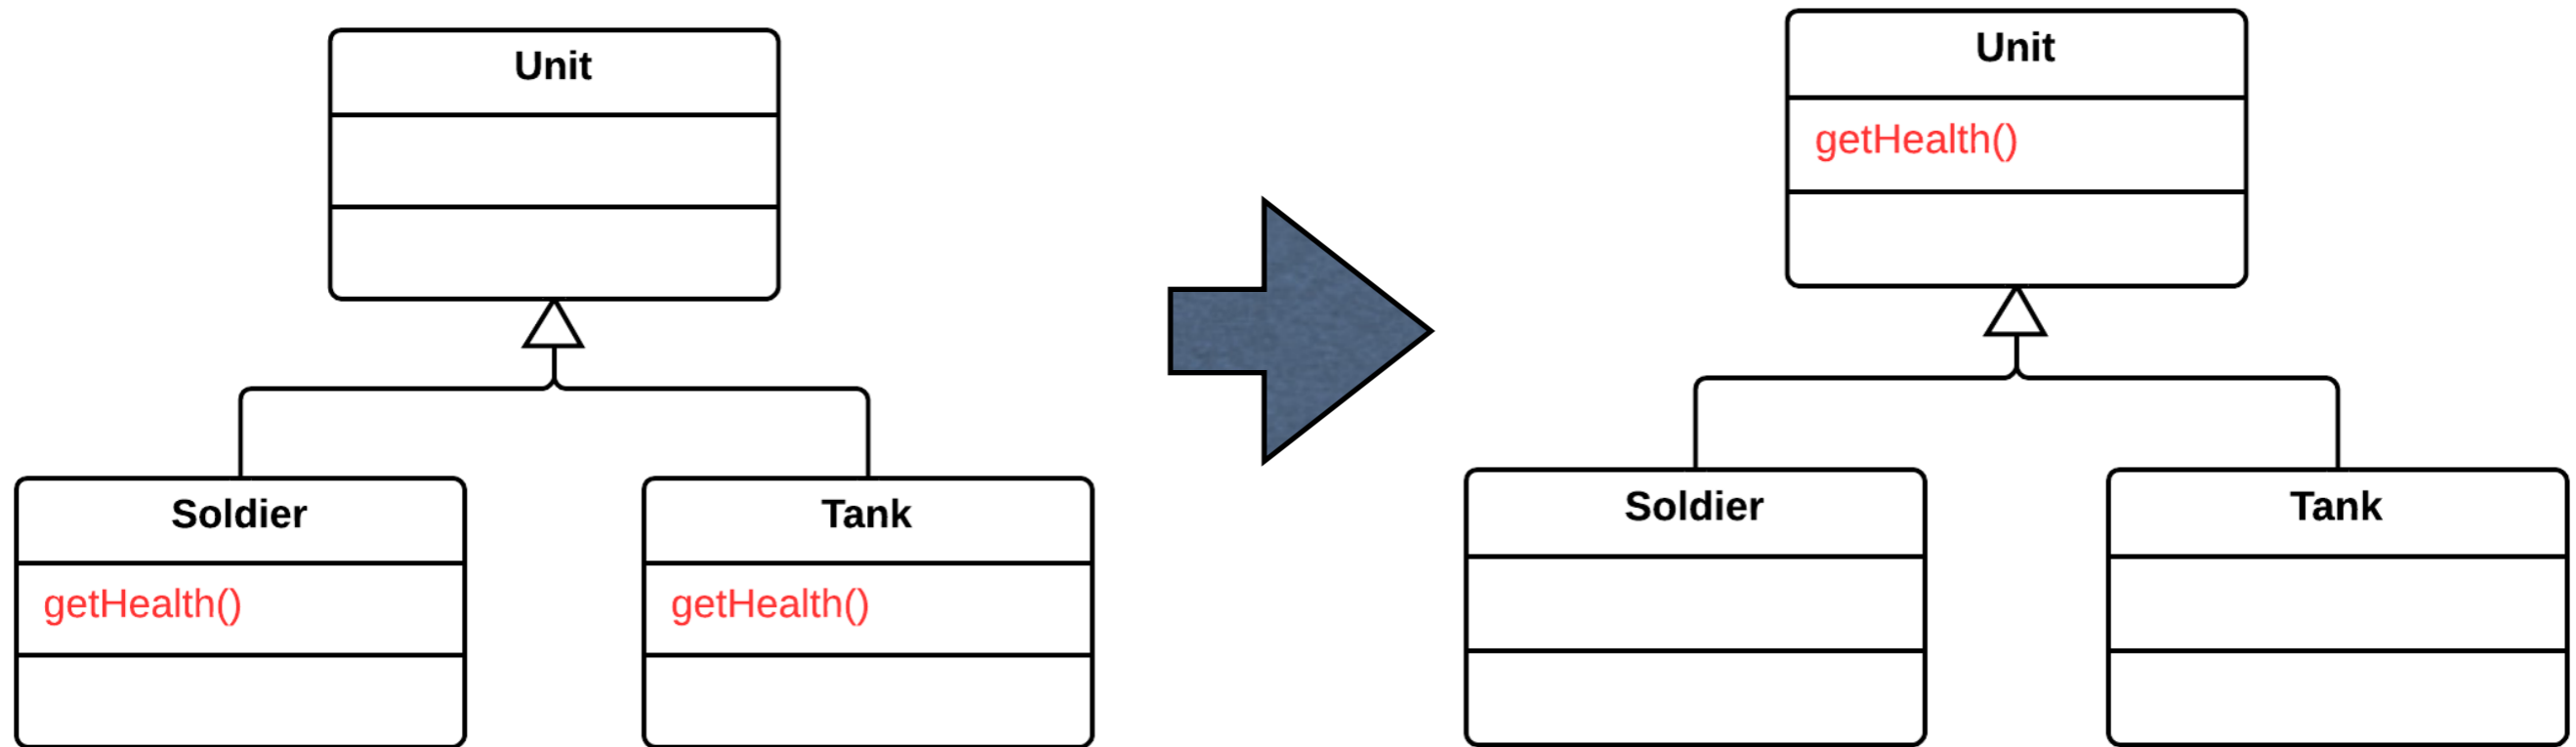 Unit
Soldier
getHealth()
Tank
getHealth()
Unit
getHealth()
Soldier
Tank